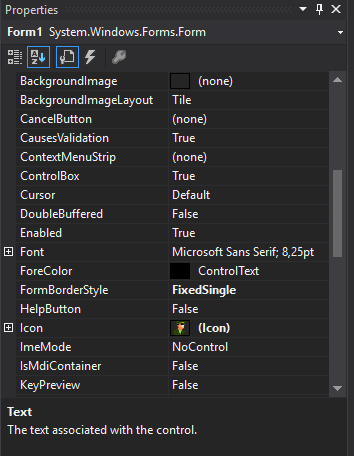 Properties
Form1 System.Windows.Forms.Form
BackgroundImage (none)
BackgroundImageLayout Tile
CancelButton (none)
CausesValidation True
ContextMenuStrip (none)
ControlBox True
Cursor Default
DoubleBuffered False
Enabled True
Font Microsoft Sans Serif; 8,25pt
ForeColor ControlText
FormBorderStyle FixedSingle
HelpButton False
Icon (Icon)
ImeMode NoControl
IsMdiContainer False
KeyPreview False
Text
The text associated with the control.